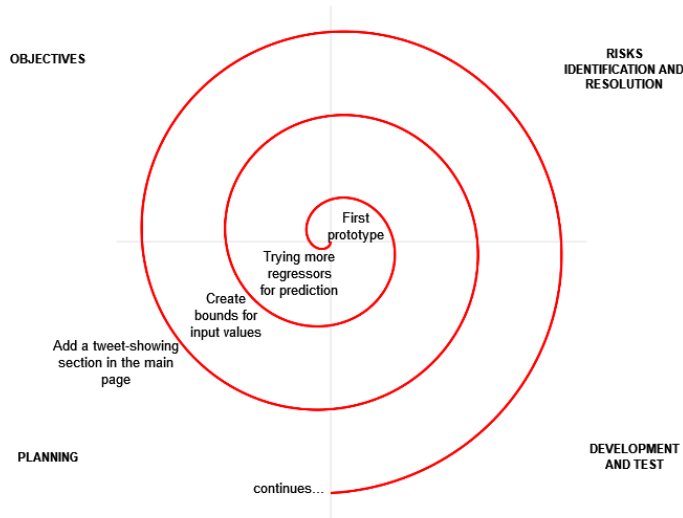 OBJECTIVES
RISKS
IDENTIFICATION AND
RESOLUTION
First
prototype
Trying more
regressors
for prediction
Create
bounds for
input values
Add a tweet-showing
section in the main
page
PLANNING
DEVELOPMENT
AND TEST
continues...